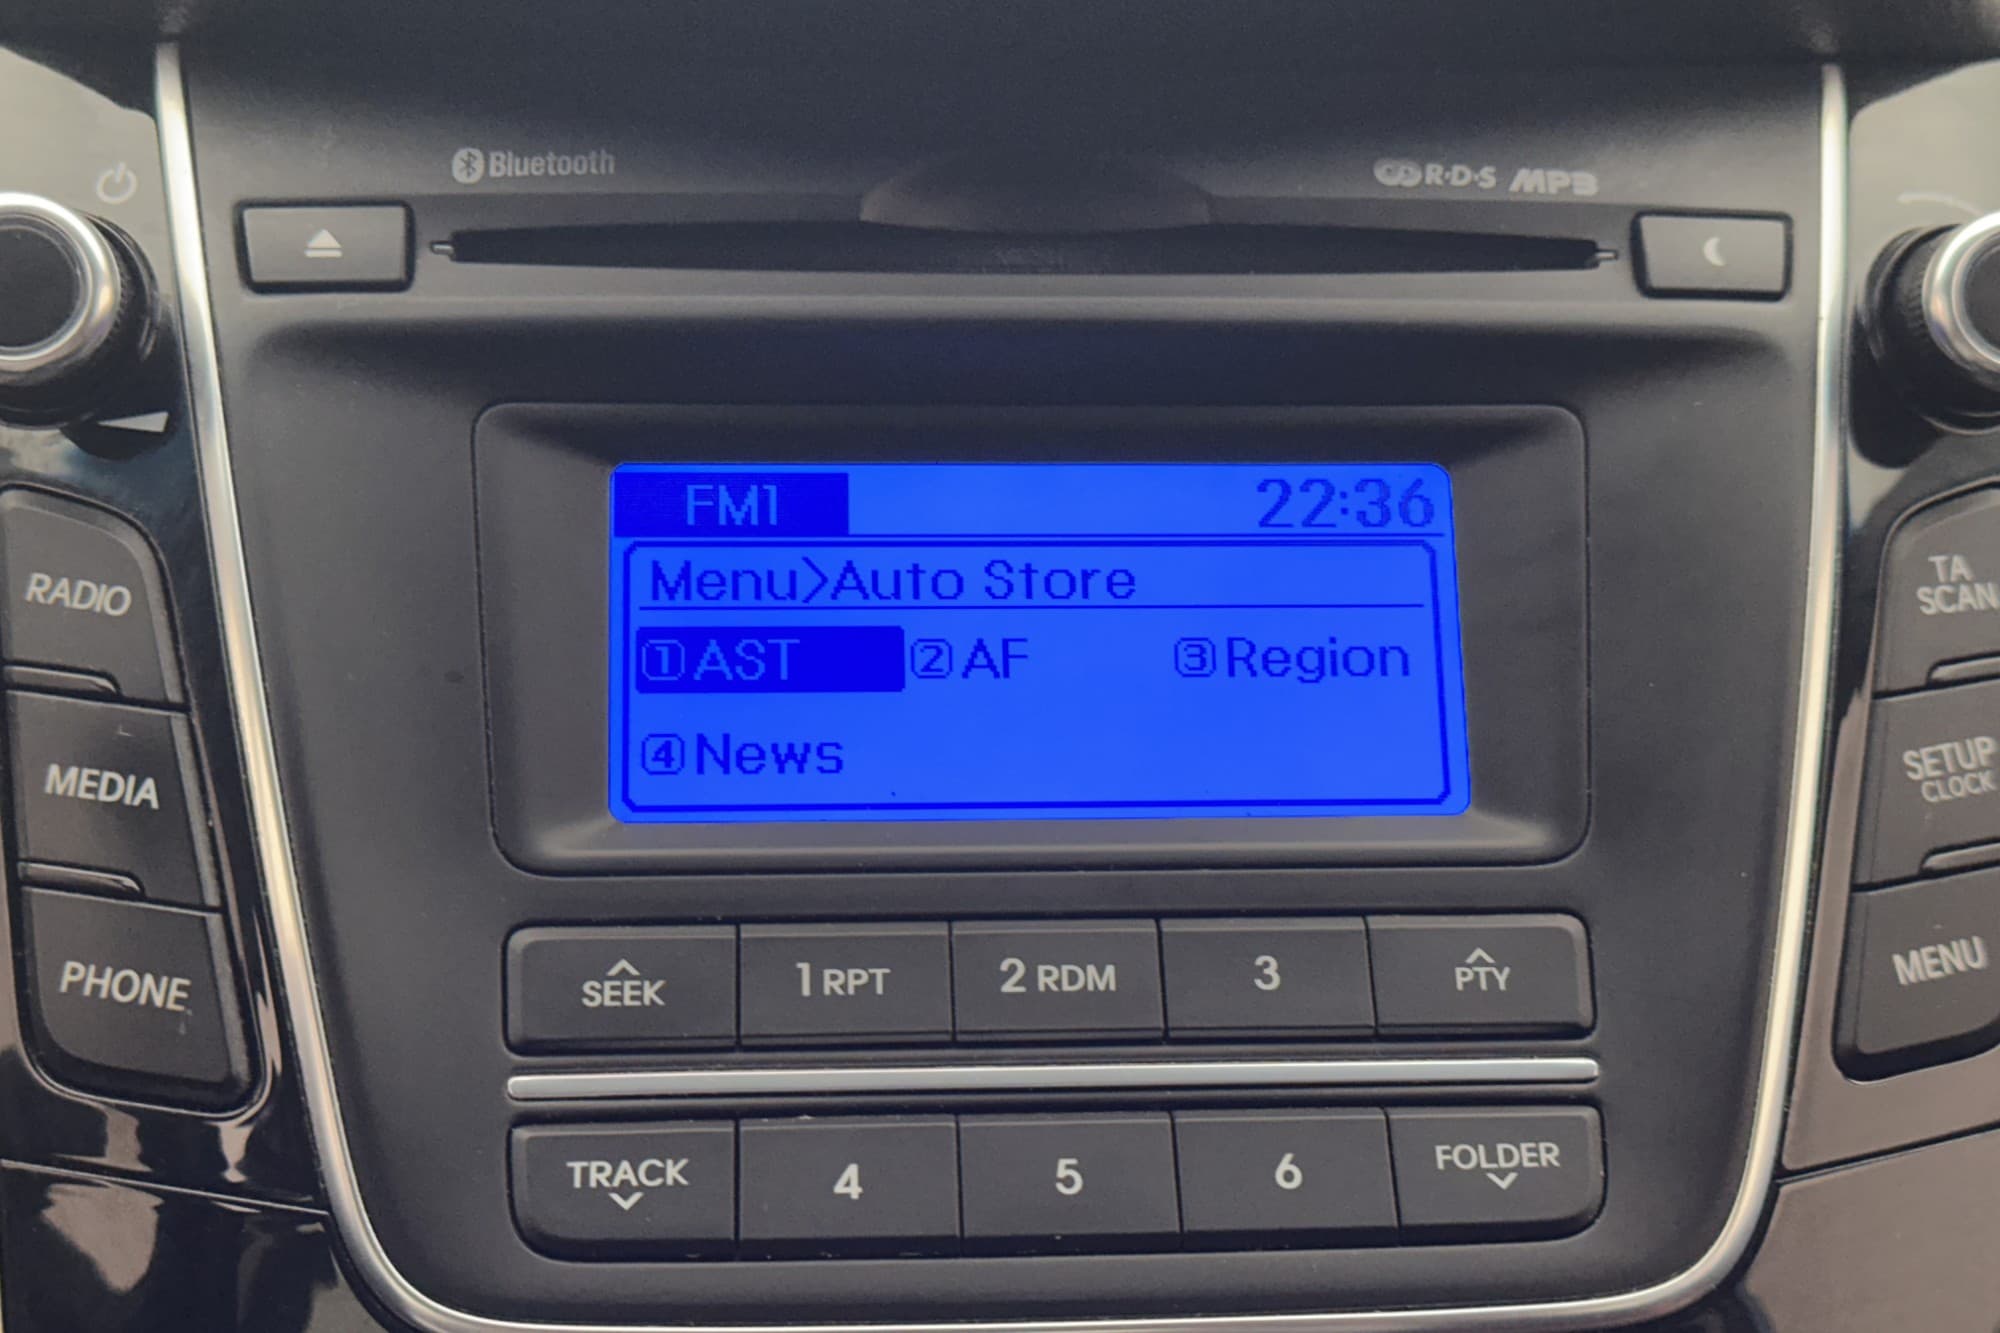 Bluetooth
R·D·S MP3
FM1 22:36
Menu>Auto Store
①AST ②AF ③Region
④News
RADIO
MEDIA
PHONE
TA
SCAN
SETUP
CLOCK
MENU
SEEK 1 RPT 2 RDM 3 PTY
TRACK 4 5 6 FOLDER